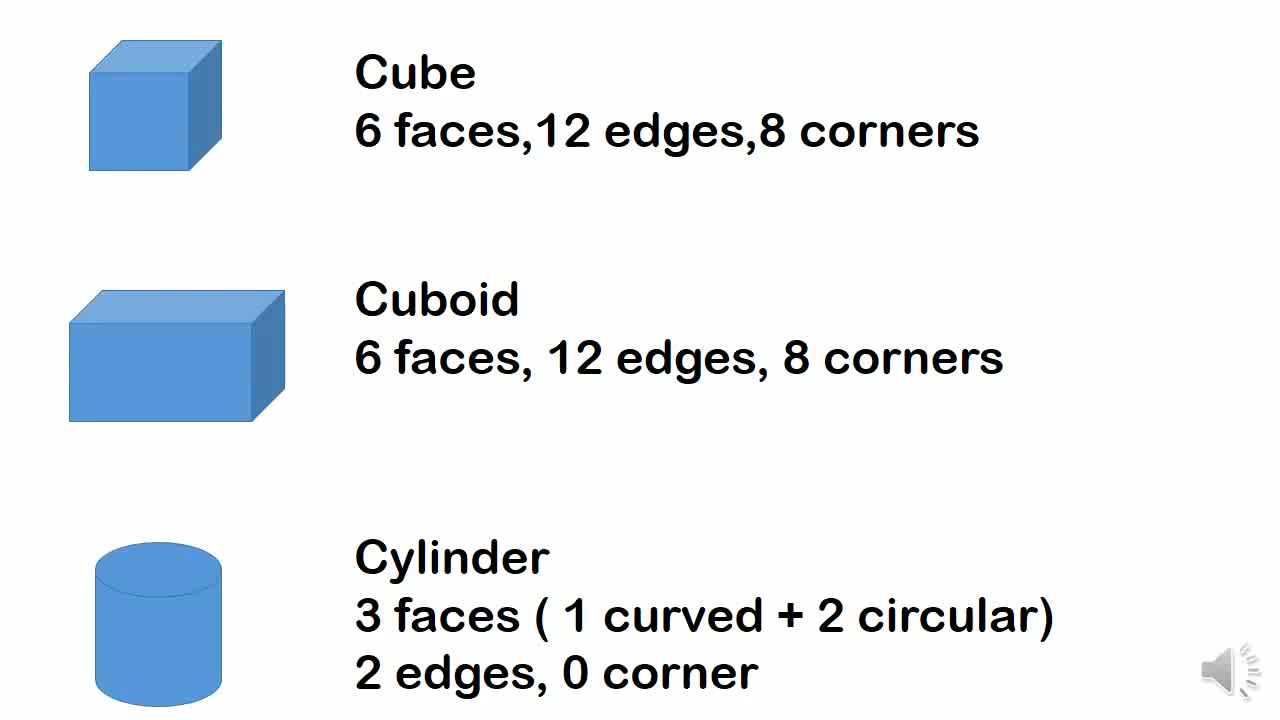 Cube
6 faces,12 edges,8 corners
Cuboid
6 faces, 12 edges, 8 corners
Cylinder
3 faces ( 1 curved + 2 circular)
2 edges, 0 corner